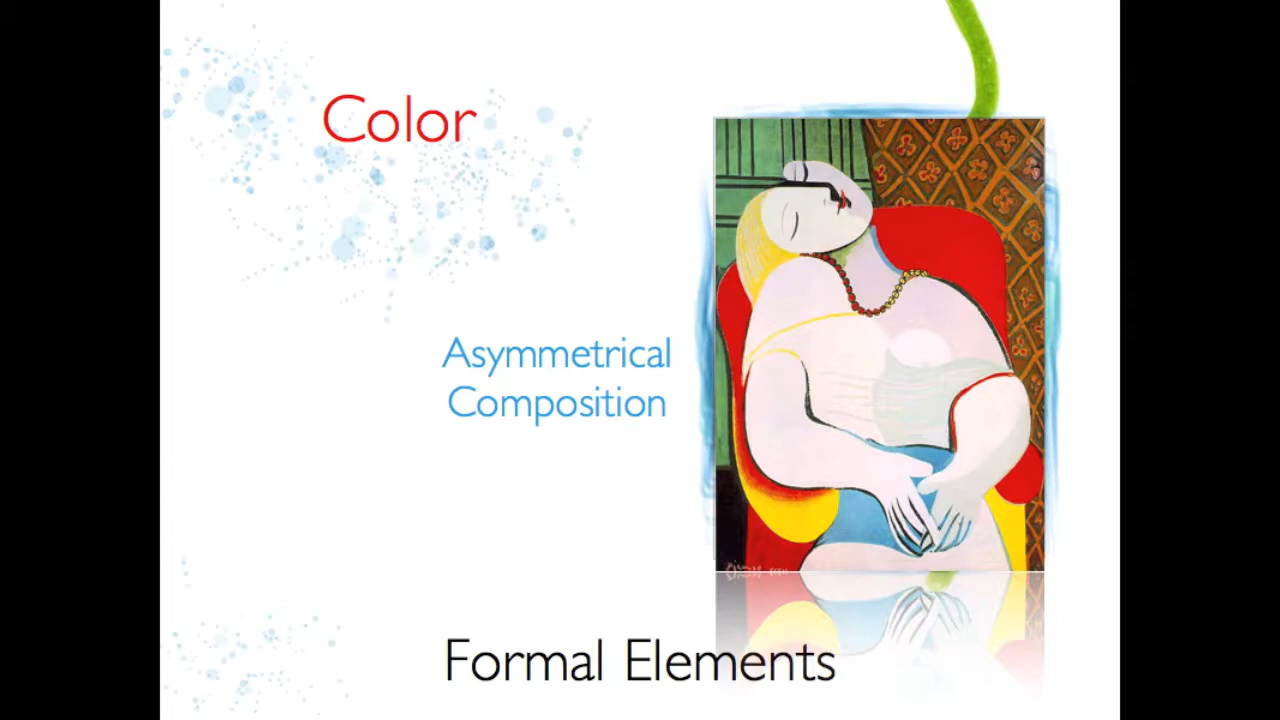 Color
Asymmetrical
Composition
Formal Elements